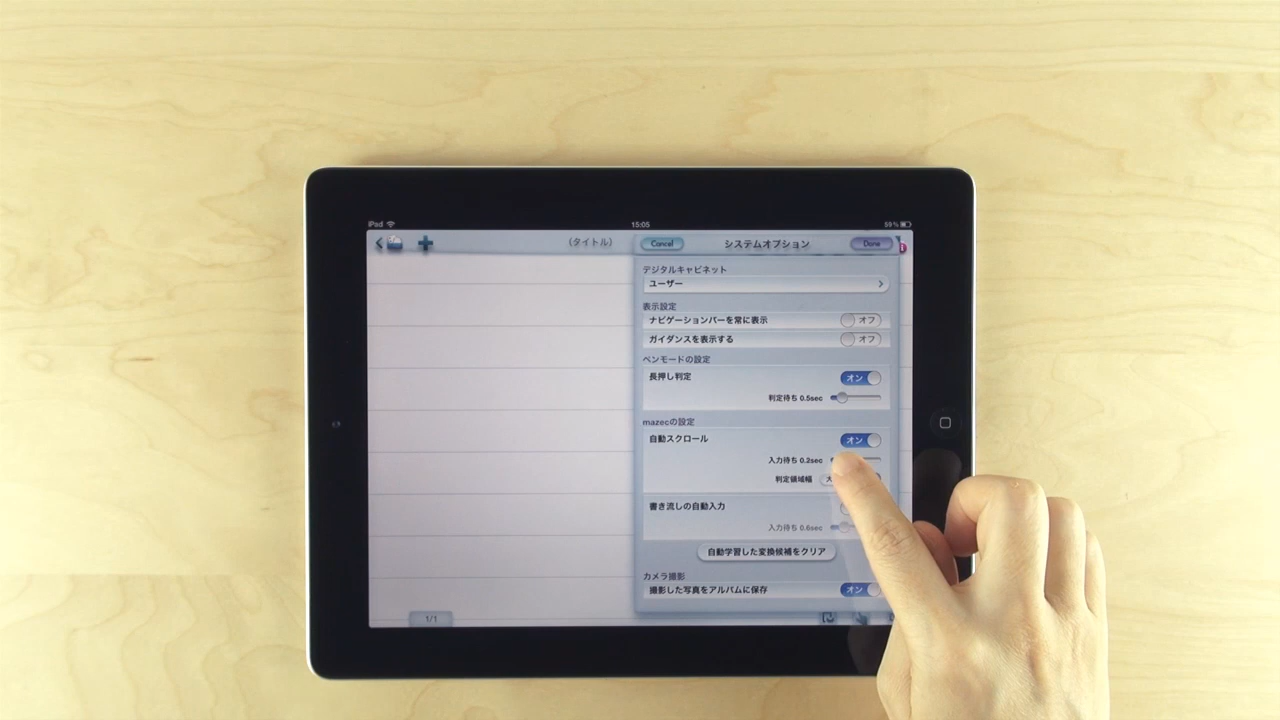 iPad 15:05 59%
(タイトル) Cancel システムオプション Done
デジタルキャビネット
ユーザー
表示設定
ナビゲーションバーを常に表示 オフ
ガイダンスを表示する オフ
ペンモードの設定
長押し判定 オン
判定待ち 0.5sec
mazecの設定
自動スクロール オン
入力待ち 0.2sec
判定領域幅 大
書き流しの自動入力
入力待ち 0.6sec
自動学習した変換候補をクリア
カメラ撮影
撮影した写真をアルバムに保存 オン
1/1